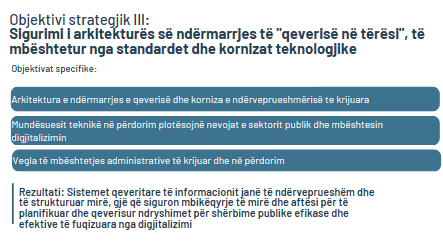 Objektivi strategjik III:
Sigurimi i arkitekturës së ndërmarrjes të "qeverisë në tërësi", të
mbështetur nga standardet dhe kornizat teknologjike
Objektivat specifike:
Arkitektura e ndërmarrjes e qeverisë dhe korniza e ndërveprueshmërisë të krijuara
Mundësuesit teknikë në përdorim plotësojnë nevojat e sektorit publik dhe mbështesin
digjitalizimin
Vegla të mbështetjes administrative të krijuar dhe në përdorim
Rezultati: Sistemet qeveritare të informacionit janë të ndërveprueshëm dhe
të strukturuar mirë, gjë që siguron mbikëqyrje të mirë dhe aftësi për të
planifikuar dhe qeverisur ndryshimet për shërbime publike efikase dhe
efektive të fuqizuara nga digjitalizimi